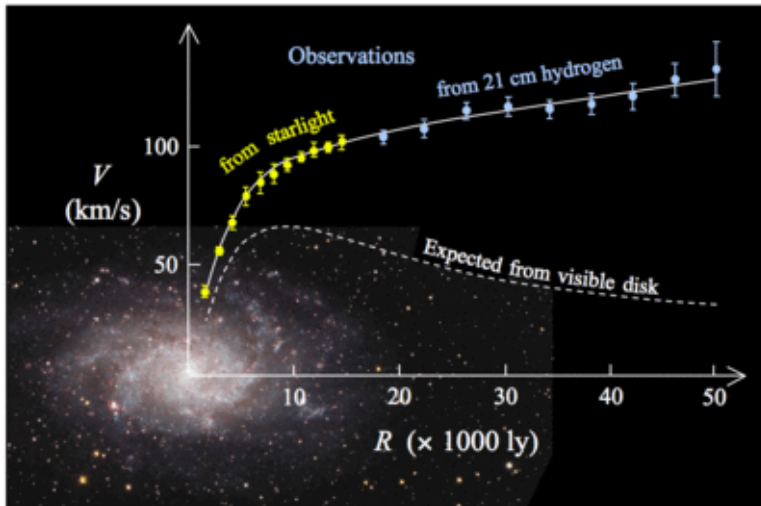 Observations
from 21 cm hydrogen
from starlight
100
V
(km/s)
50
Expected from visible disk
10 20 30 40 50
R (× 1000 ly)